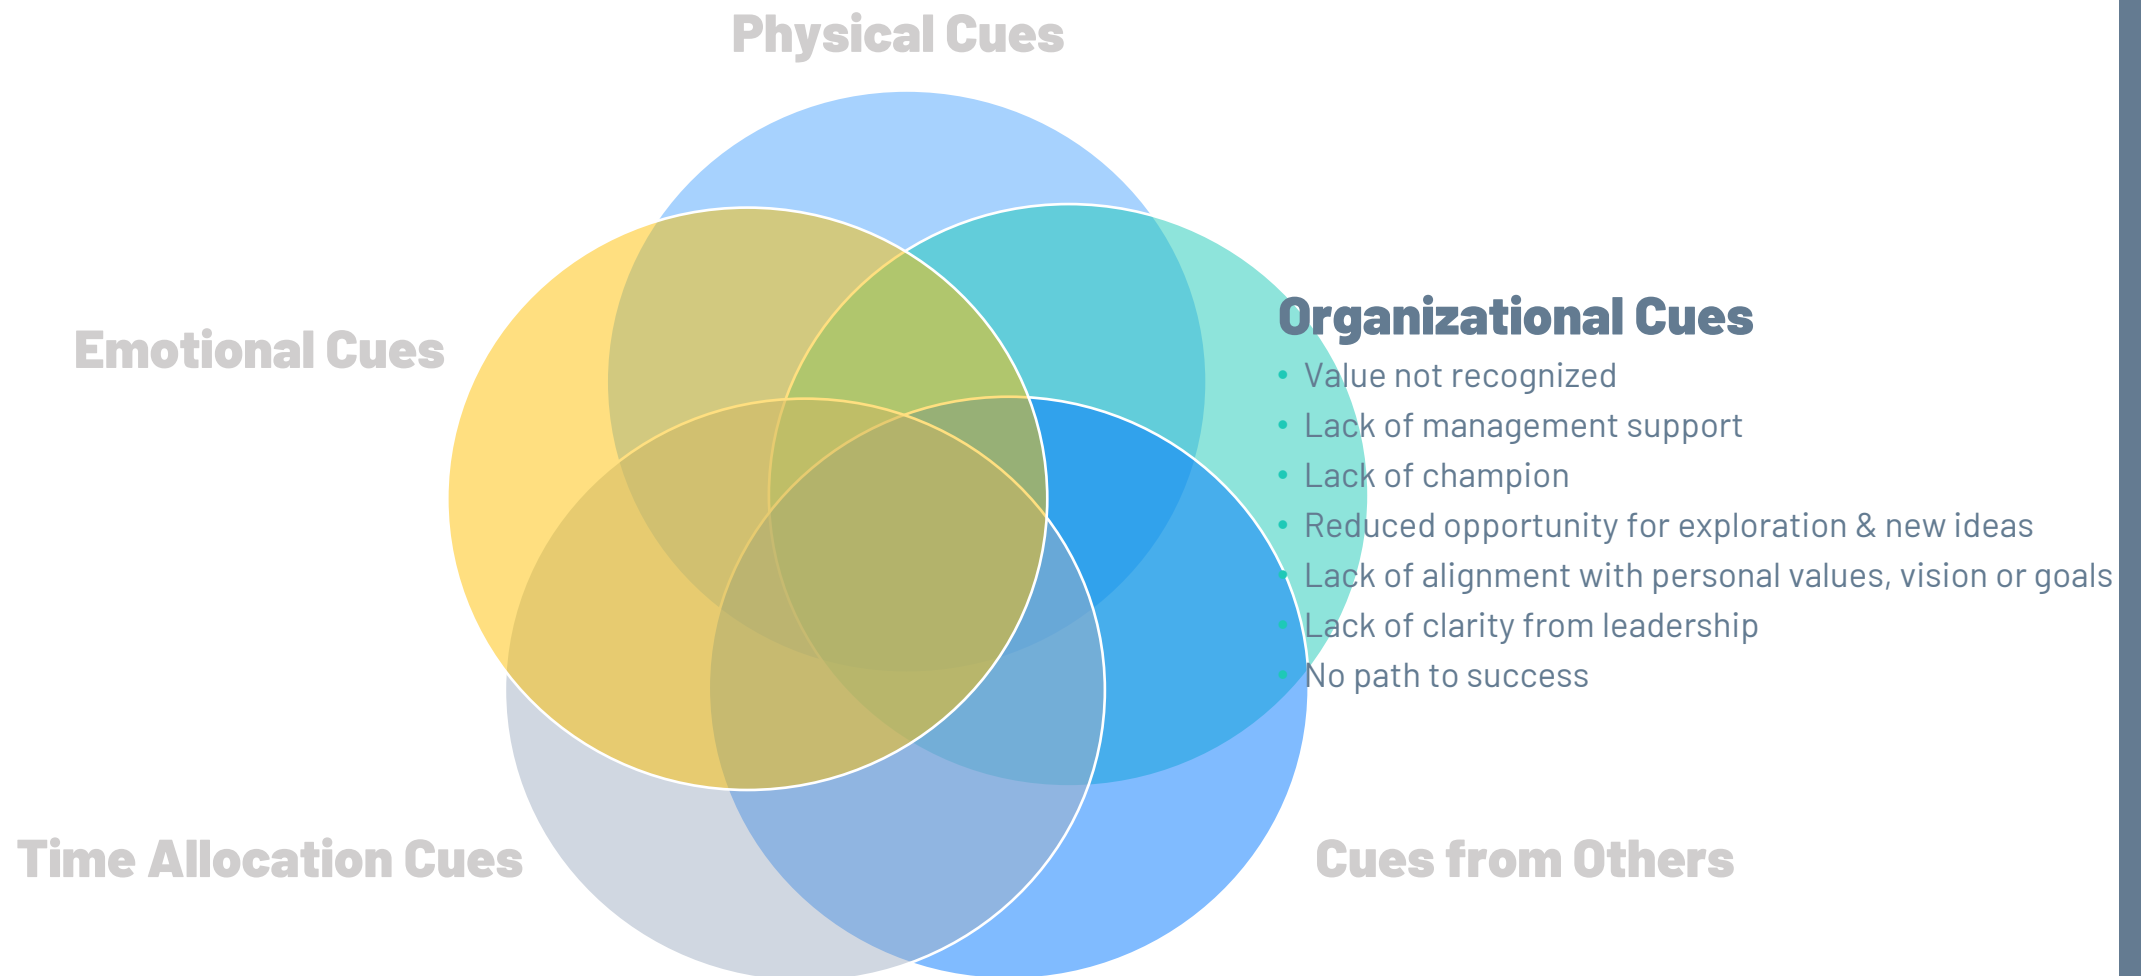 Physical Cues
Organizational Cues
• Value not recognized
• Lack of management support
• Lack of champion
• Reduced opportunity for exploration & new ideas
• Lack of alignment with personal values, vision or goals
• Lack of clarity from leadership
• No path to success
Emotional Cues
Time Allocation Cues
Cues from Others